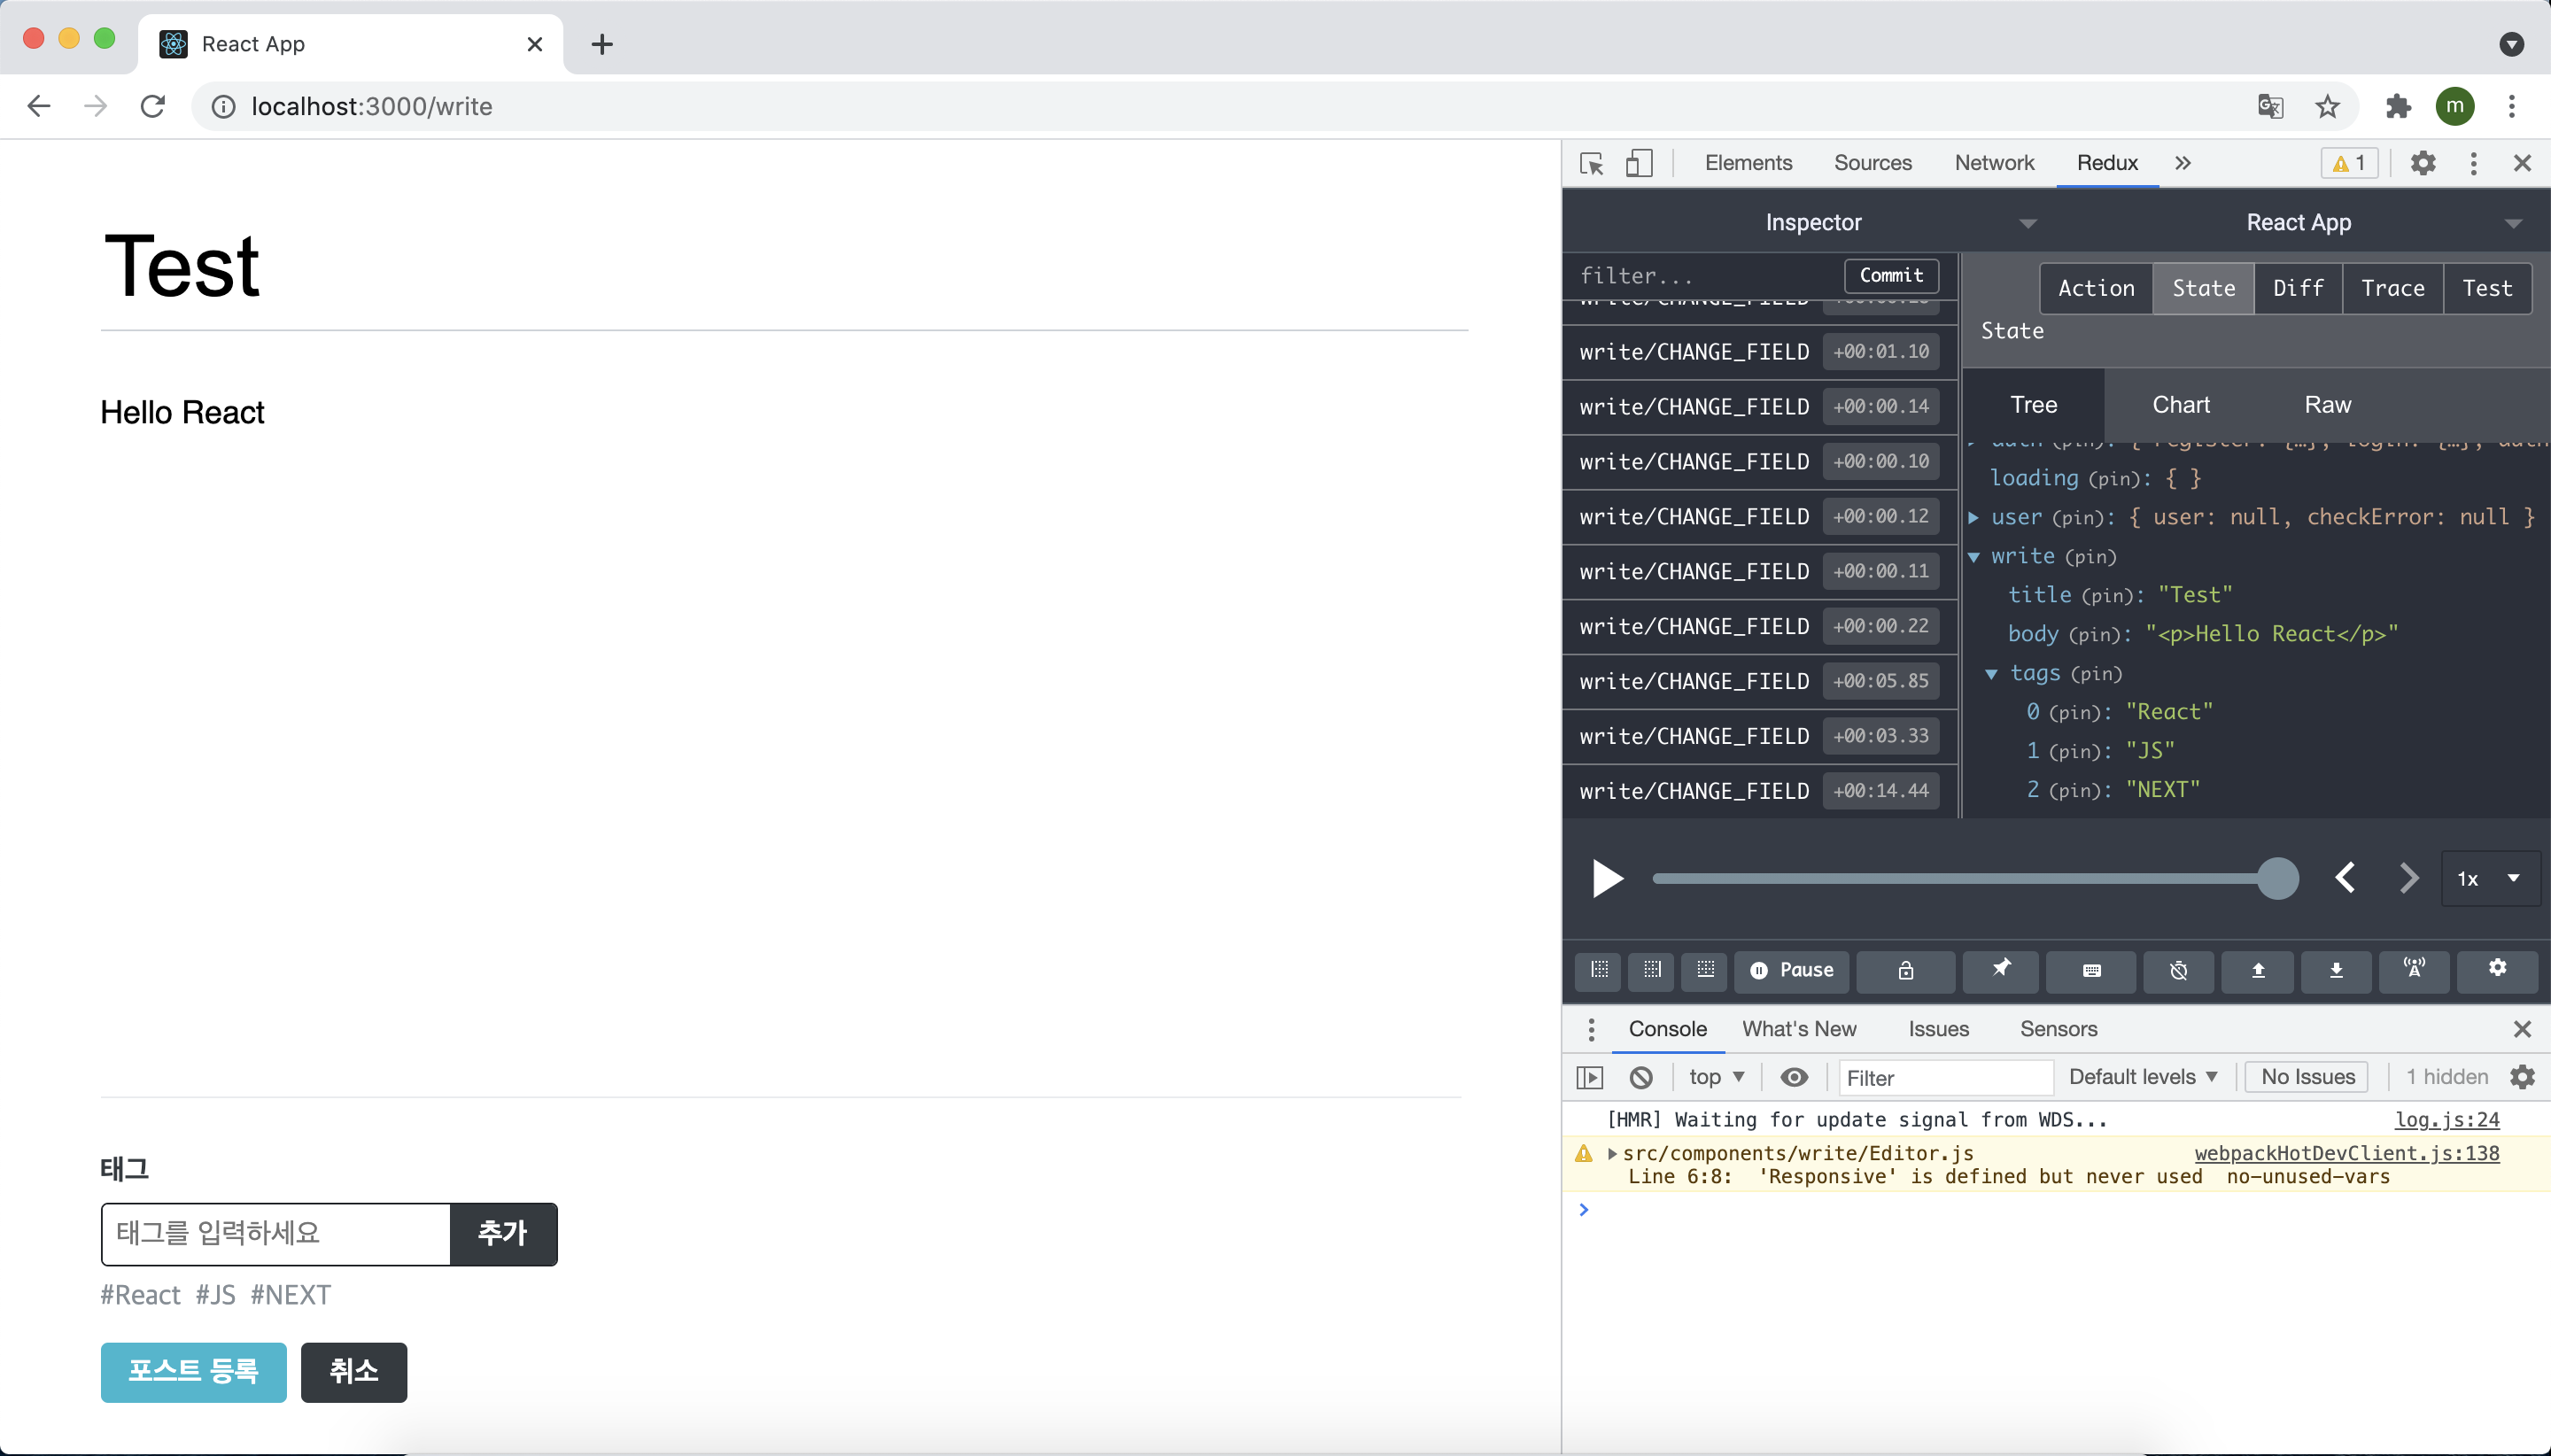 React App
localhost:3000/write
m
Test
Hello React
태그
태그를 입력하세요
추가
#React #JS #NEXT
포스트 등록
취소
Elements Sources Network Redux 1
Inspector React App
filter... Commit
write/CHANGE_FIELD
write/CHANGE_FIELD +00:01.10
write/CHANGE_FIELD +00:00.14
write/CHANGE_FIELD +00:00.10
write/CHANGE_FIELD +00:00.12
write/CHANGE_FIELD +00:00.11
write/CHANGE_FIELD +00:00.22
write/CHANGE_FIELD +00:05.85
write/CHANGE_FIELD +00:03.33
write/CHANGE_FIELD +00:14.44
Action State Diff Trace Test
State
Tree Chart Raw
loading (pin): { }
user (pin): { user: null, checkError: null }
write (pin)
title (pin): "Test"
body (pin): "<p>Hello React</p>"
tags (pin)
0 (pin): "React"
1 (pin): "JS"
2 (pin): "NEXT"
1x
Pause
Console What's New Issues Sensors
top Filter Default levels No Issues 1 hidden
[HMR] Waiting for update signal from WDS... log.js:24
src/components/write/Editor.js webpackHotDevClient.js:138
Line 6:8: 'Responsive' is defined but never used no-unused-vars